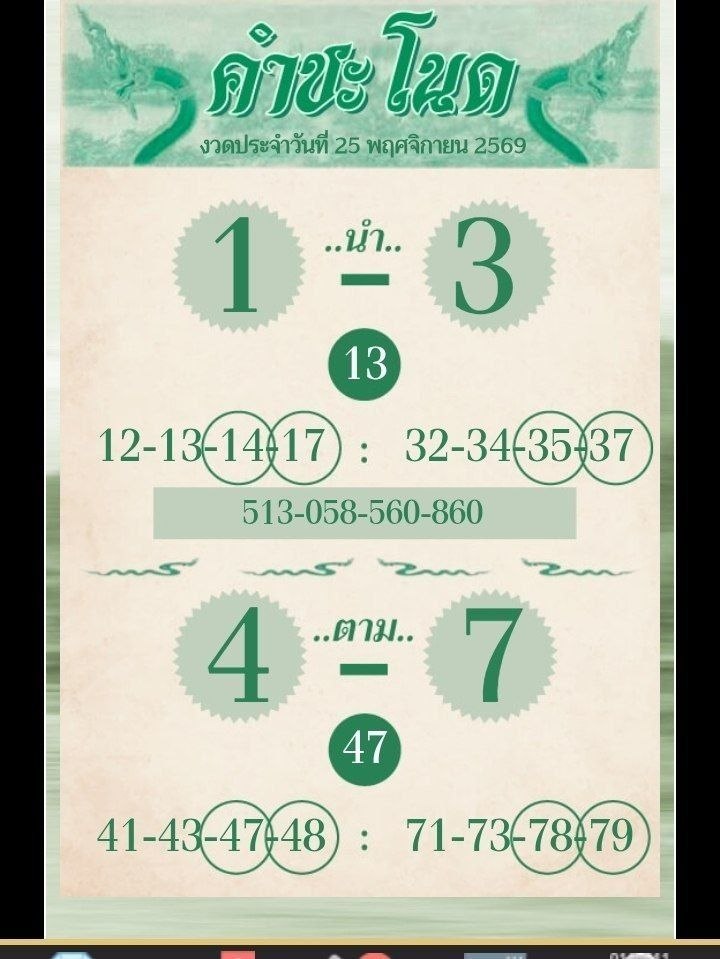 คำชะโนด
งวดประจำวันที่ 25 พฤศจิกายน 2569
1 ..นำ.. - 3
13
12-13-14-17 : 32-34-35-37
513-058-560-860
4 ..ตาม.. - 7
47
41-43-47-48 : 71-73-78-79